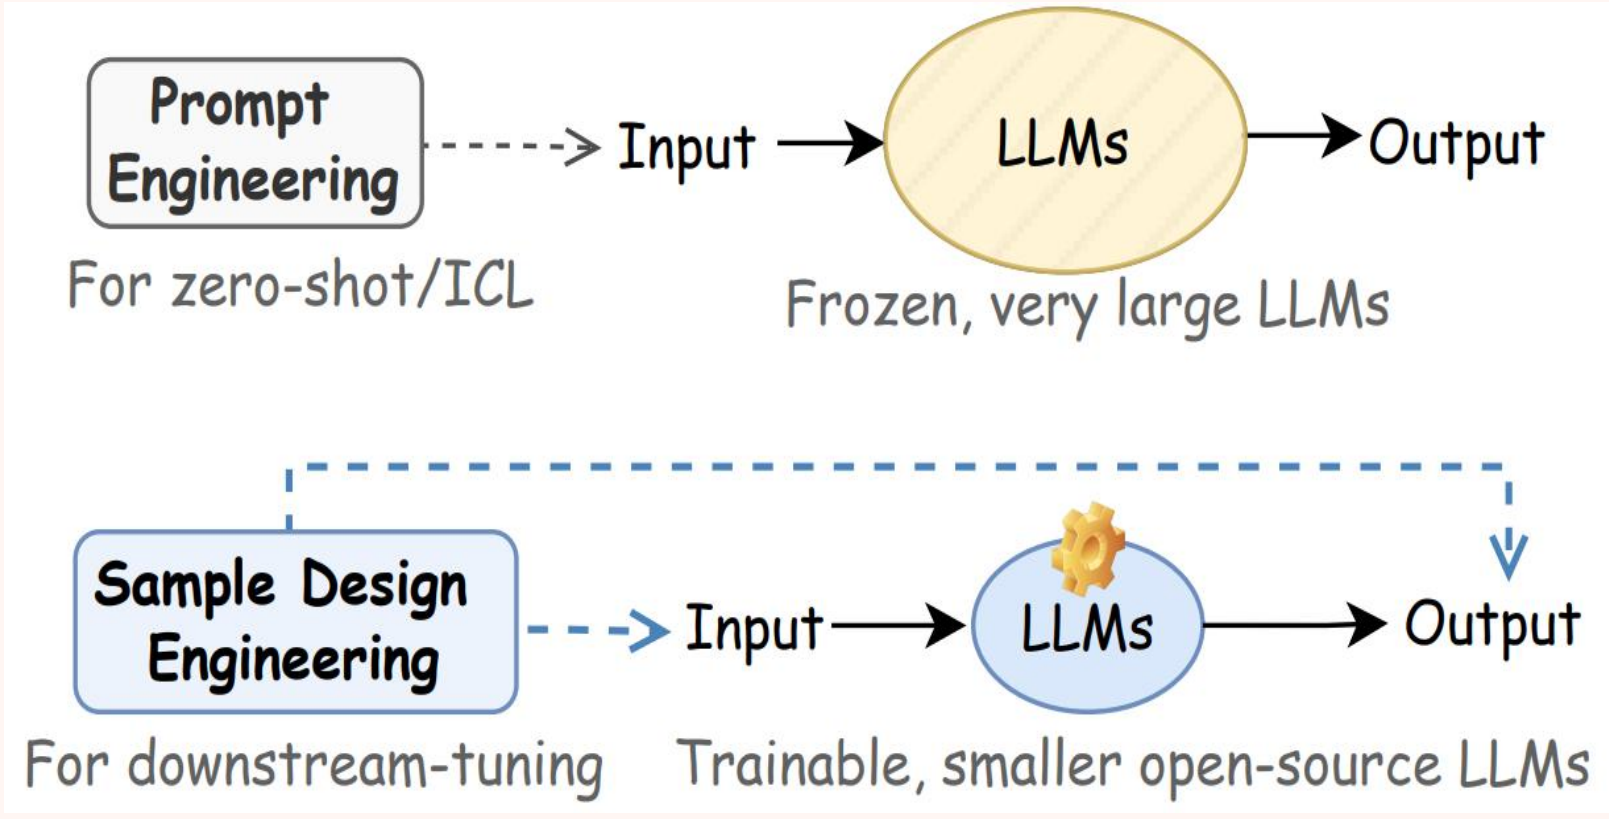 Prompt
Engineering
Input
LLMs
Output
For zero-shot/ICL
Frozen, very large LLMs
Sample Design
Engineering
Input
LLMs
Output
For downstream-tuning
Trainable, smaller open-source LLMs